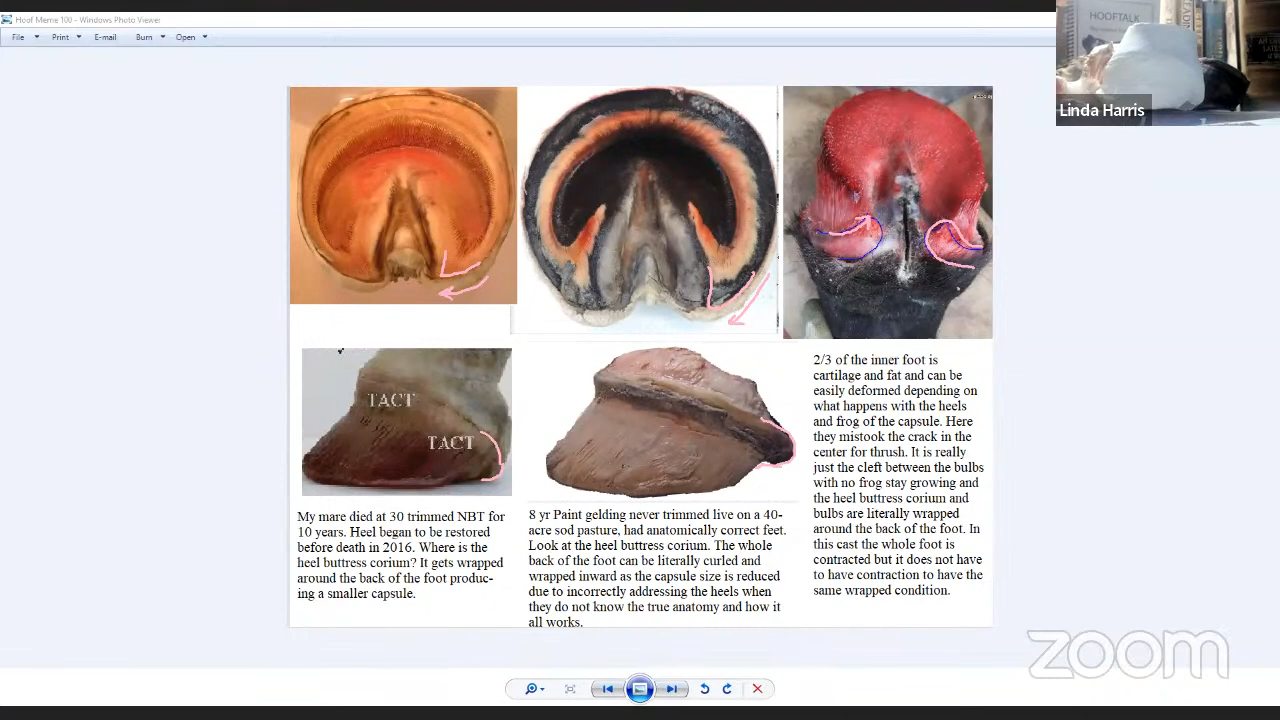 Hoof Meme 100 - Windows Photo Viewer
File Print E-mail Burn Open
HOOFTALK
Linda Harris
TACT
TACT
My mare died at 30 trimmed NBT for
10 years. Heel began to be restored
before death in 2016. Where is the
heel buttress corium? It gets wrapped
around the back of the foot produc-
ing a smaller capsule.
8 yr Paint gelding never trimmed live on a 40-
acre sod pasture, had anatomically correct feet.
Look at the heel buttress corium. The whole
back of the foot can be literally curled and
wrapped inward as the capsule size is reduced
due to incorrectly addressing the heels when
they do not know the true anatomy and how it
all works.
2/3 of the inner foot is
cartilage and fat and can be
easily deformed depending on
what happens with the heels
and frog of the capsule. Here
they mistook the crack in the
center for thrush. It is really
just the cleft between the bulbs
with no frog stay growing and
the heel buttress corium and
bulbs are literally wrapped
around the back of the foot. In
this cast the whole foot is
contracted but it does not have
to have contraction to have the
same wrapped condition.
zoom